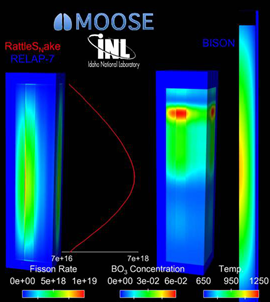 MOOSE
INL
Idaho National Laboratory
RattleSNake
RELAP-7
BISON
7e+16 7e+18
Fisson Rate
0e+00 5e+18 1e+19
BO3 Concentration
0e+00 3e-02 6e-02
Temp.
650 950 1250